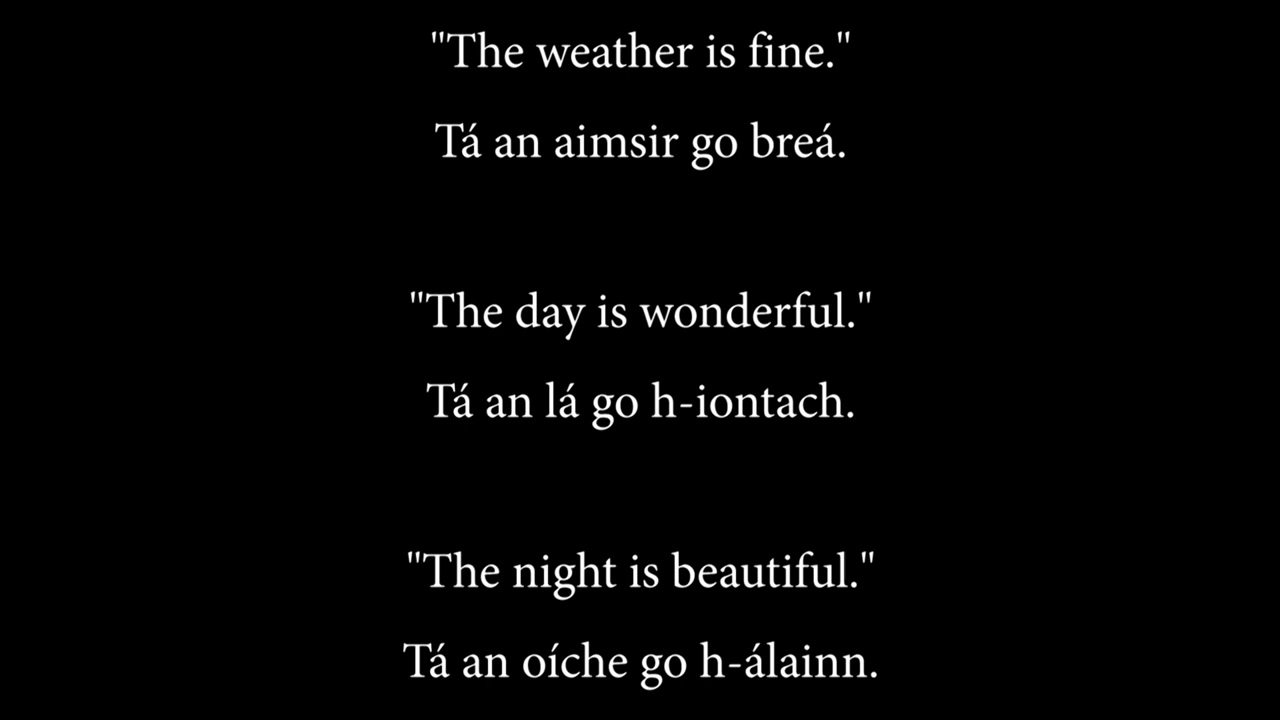 "The weather is fine."
Tá an aimsir go breá.
"The day is wonderful."
Tá an lá go h-iontach.
"The night is beautiful."
Tá an oíche go h-álainn.